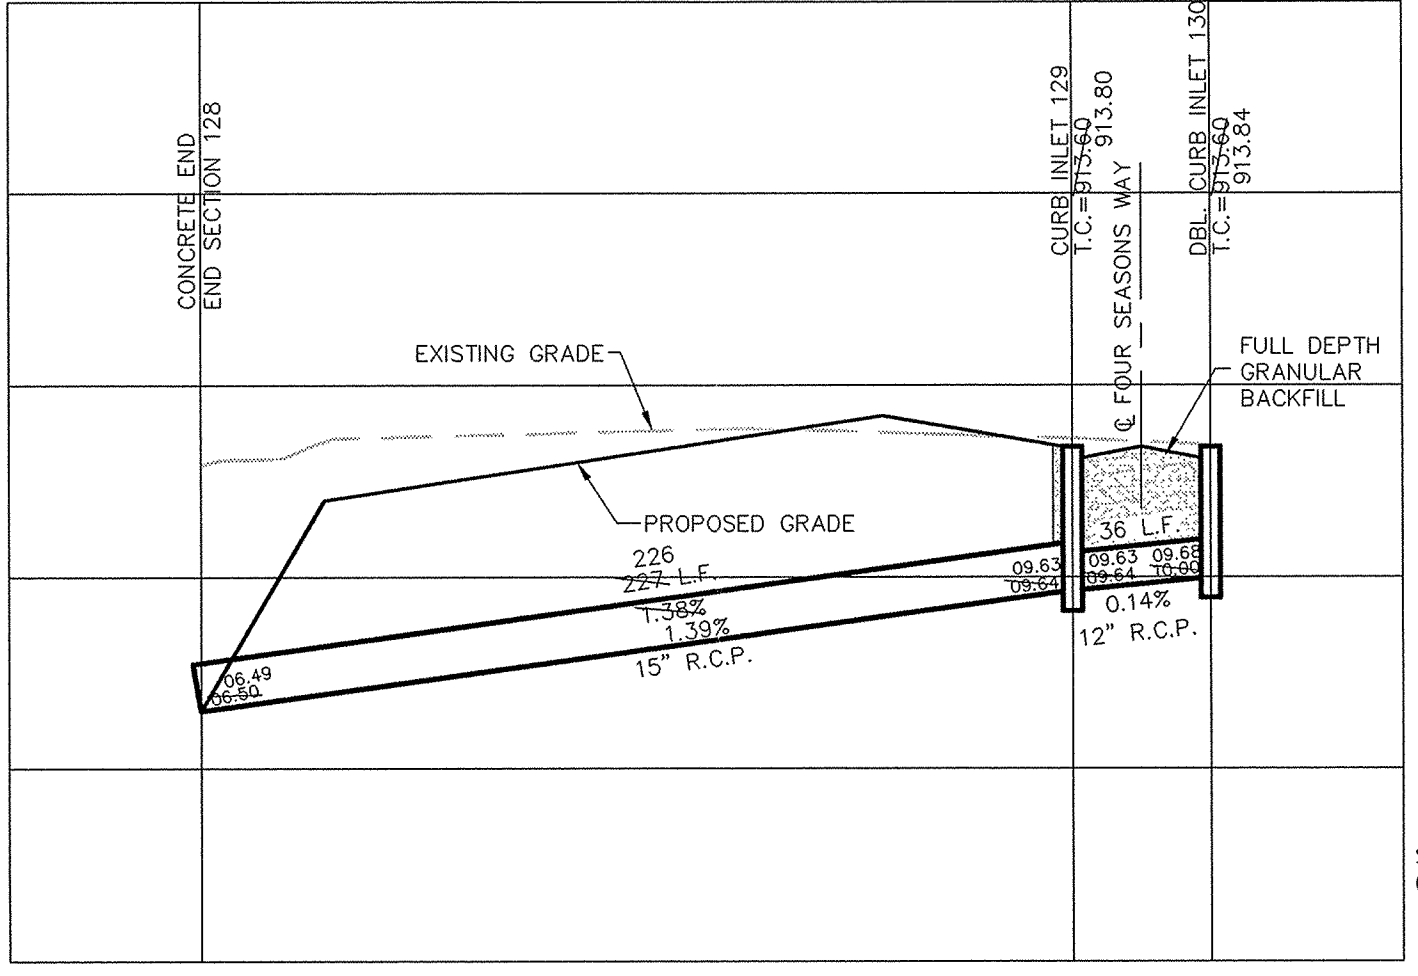 CONCRETE END
END SECTION 128
CURB INLET 129
T.C.=913.60
913.80
℄ FOUR SEASONS WAY
DBL. CURB INLET 130
T.C.=913.60
913.84
EXISTING GRADE
FULL DEPTH
GRANULAR
BACKFILL
PROPOSED GRADE
226
227 L.F.
1.38%
1.39%
15" R.C.P.
36 L.F.
09.63
09.64
09.63
09.64
09.68
10.00
0.14%
12" R.C.P.
06.49
06.50